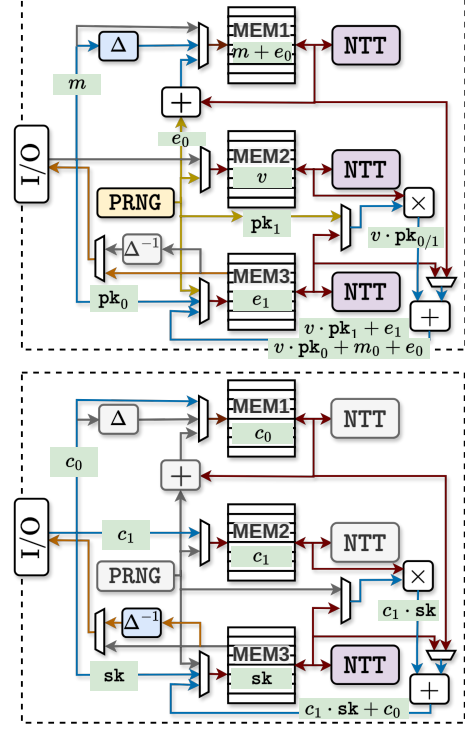 MEM1
Δ
m + e₀
NTT
m
+
e₀
I/O
MEM2
v
NTT
PRNG
×
pk₁
v · pk₀/₁
Δ⁻¹
MEM3
pk₀
e₁
NTT
+
v · pk₁ + e₁
v · pk₀ + m₀ + e₀
MEM1
Δ
c₀
NTT
c₀
+
I/O
c₁
MEM2
c₁
NTT
PRNG
×
c₁ · sk
Δ⁻¹
MEM3
sk
sk
NTT
+
c₁ · sk + c₀